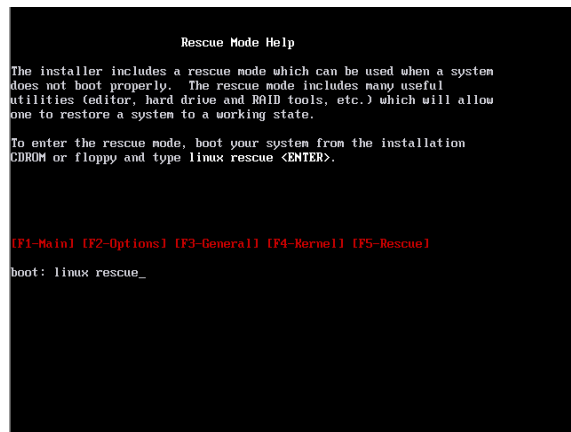 Rescue Mode Help
The installer includes a rescue mode which can be used when a system
does not boot properly.  The rescue mode includes many useful
utilities (editor, hard drive and RAID tools, etc.) which will allow
one to restore a system to a working state.
To enter the rescue mode, boot your system from the installation
CDROM or floppy and type linux rescue <ENTER>.
[F1-Main] [F2-Options] [F3-General] [F4-Kernel] [F5-Rescue]
boot: linux rescue_